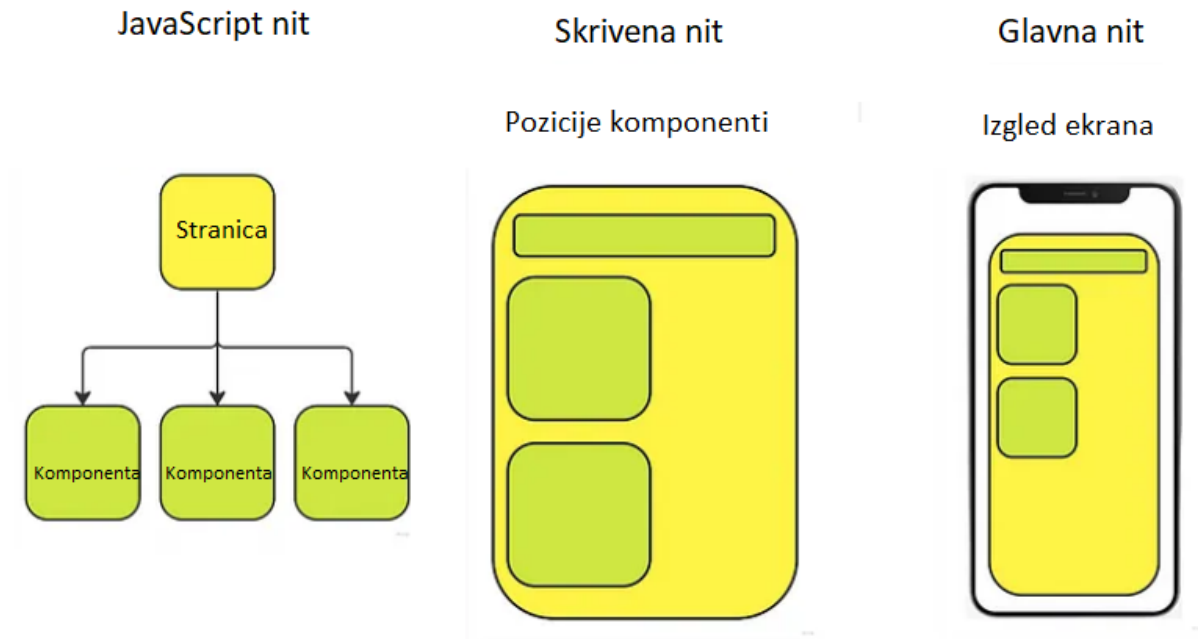 JavaScript nit
Skrivena nit
Glavna nit
Pozicije komponenti
Izgled ekrana
Stranica
Komponenta
Komponenta
Komponenta